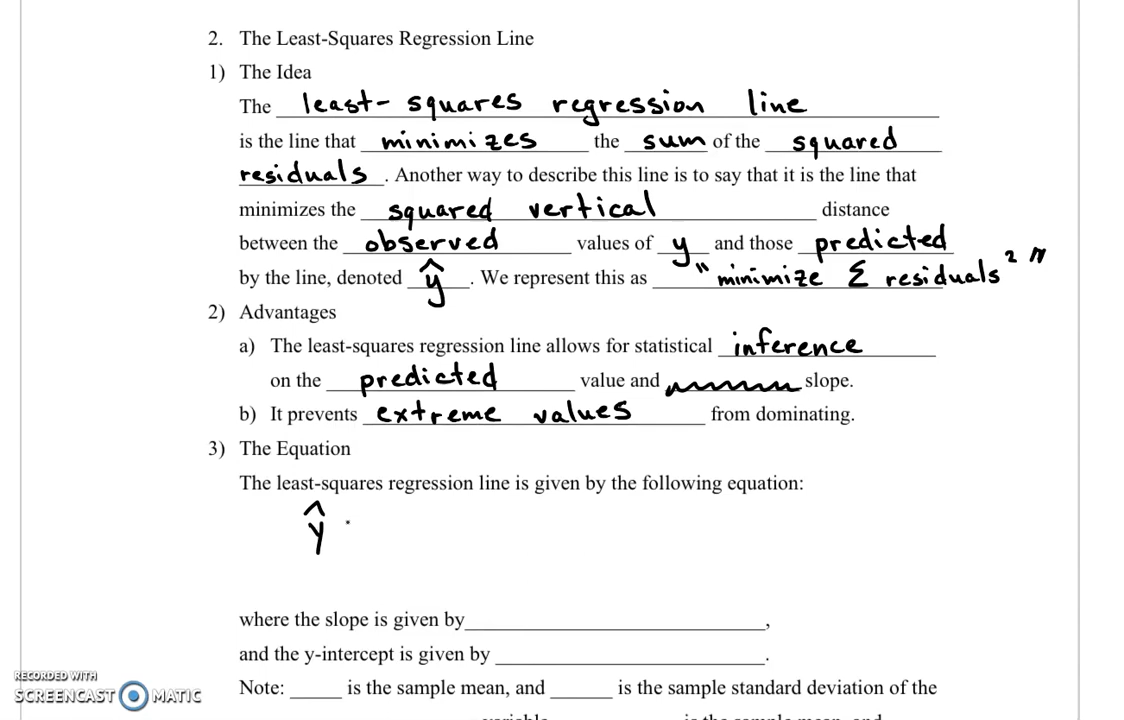 2. The Least-Squares Regression Line
1) The Idea
The least-squares regression line
is the line that minimizes the sum of the squared
residuals. Another way to describe this line is to say that it is the line that
minimizes the squared vertical distance
between the observed values of y and those predicted
by the line, denoted ŷ. We represent this as "minimize Σ residuals²"
2) Advantages
a) The least-squares regression line allows for statistical inference
on the predicted value and slope.
b) It prevents extreme values from dominating.
3) The Equation
The least-squares regression line is given by the following equation:
ŷ
where the slope is given by____,
and the y-intercept is given by ____.
Note: ____ is the sample mean, and ____ is the sample standard deviation of the
RECORDED WITH
SCREENCAST MATIC